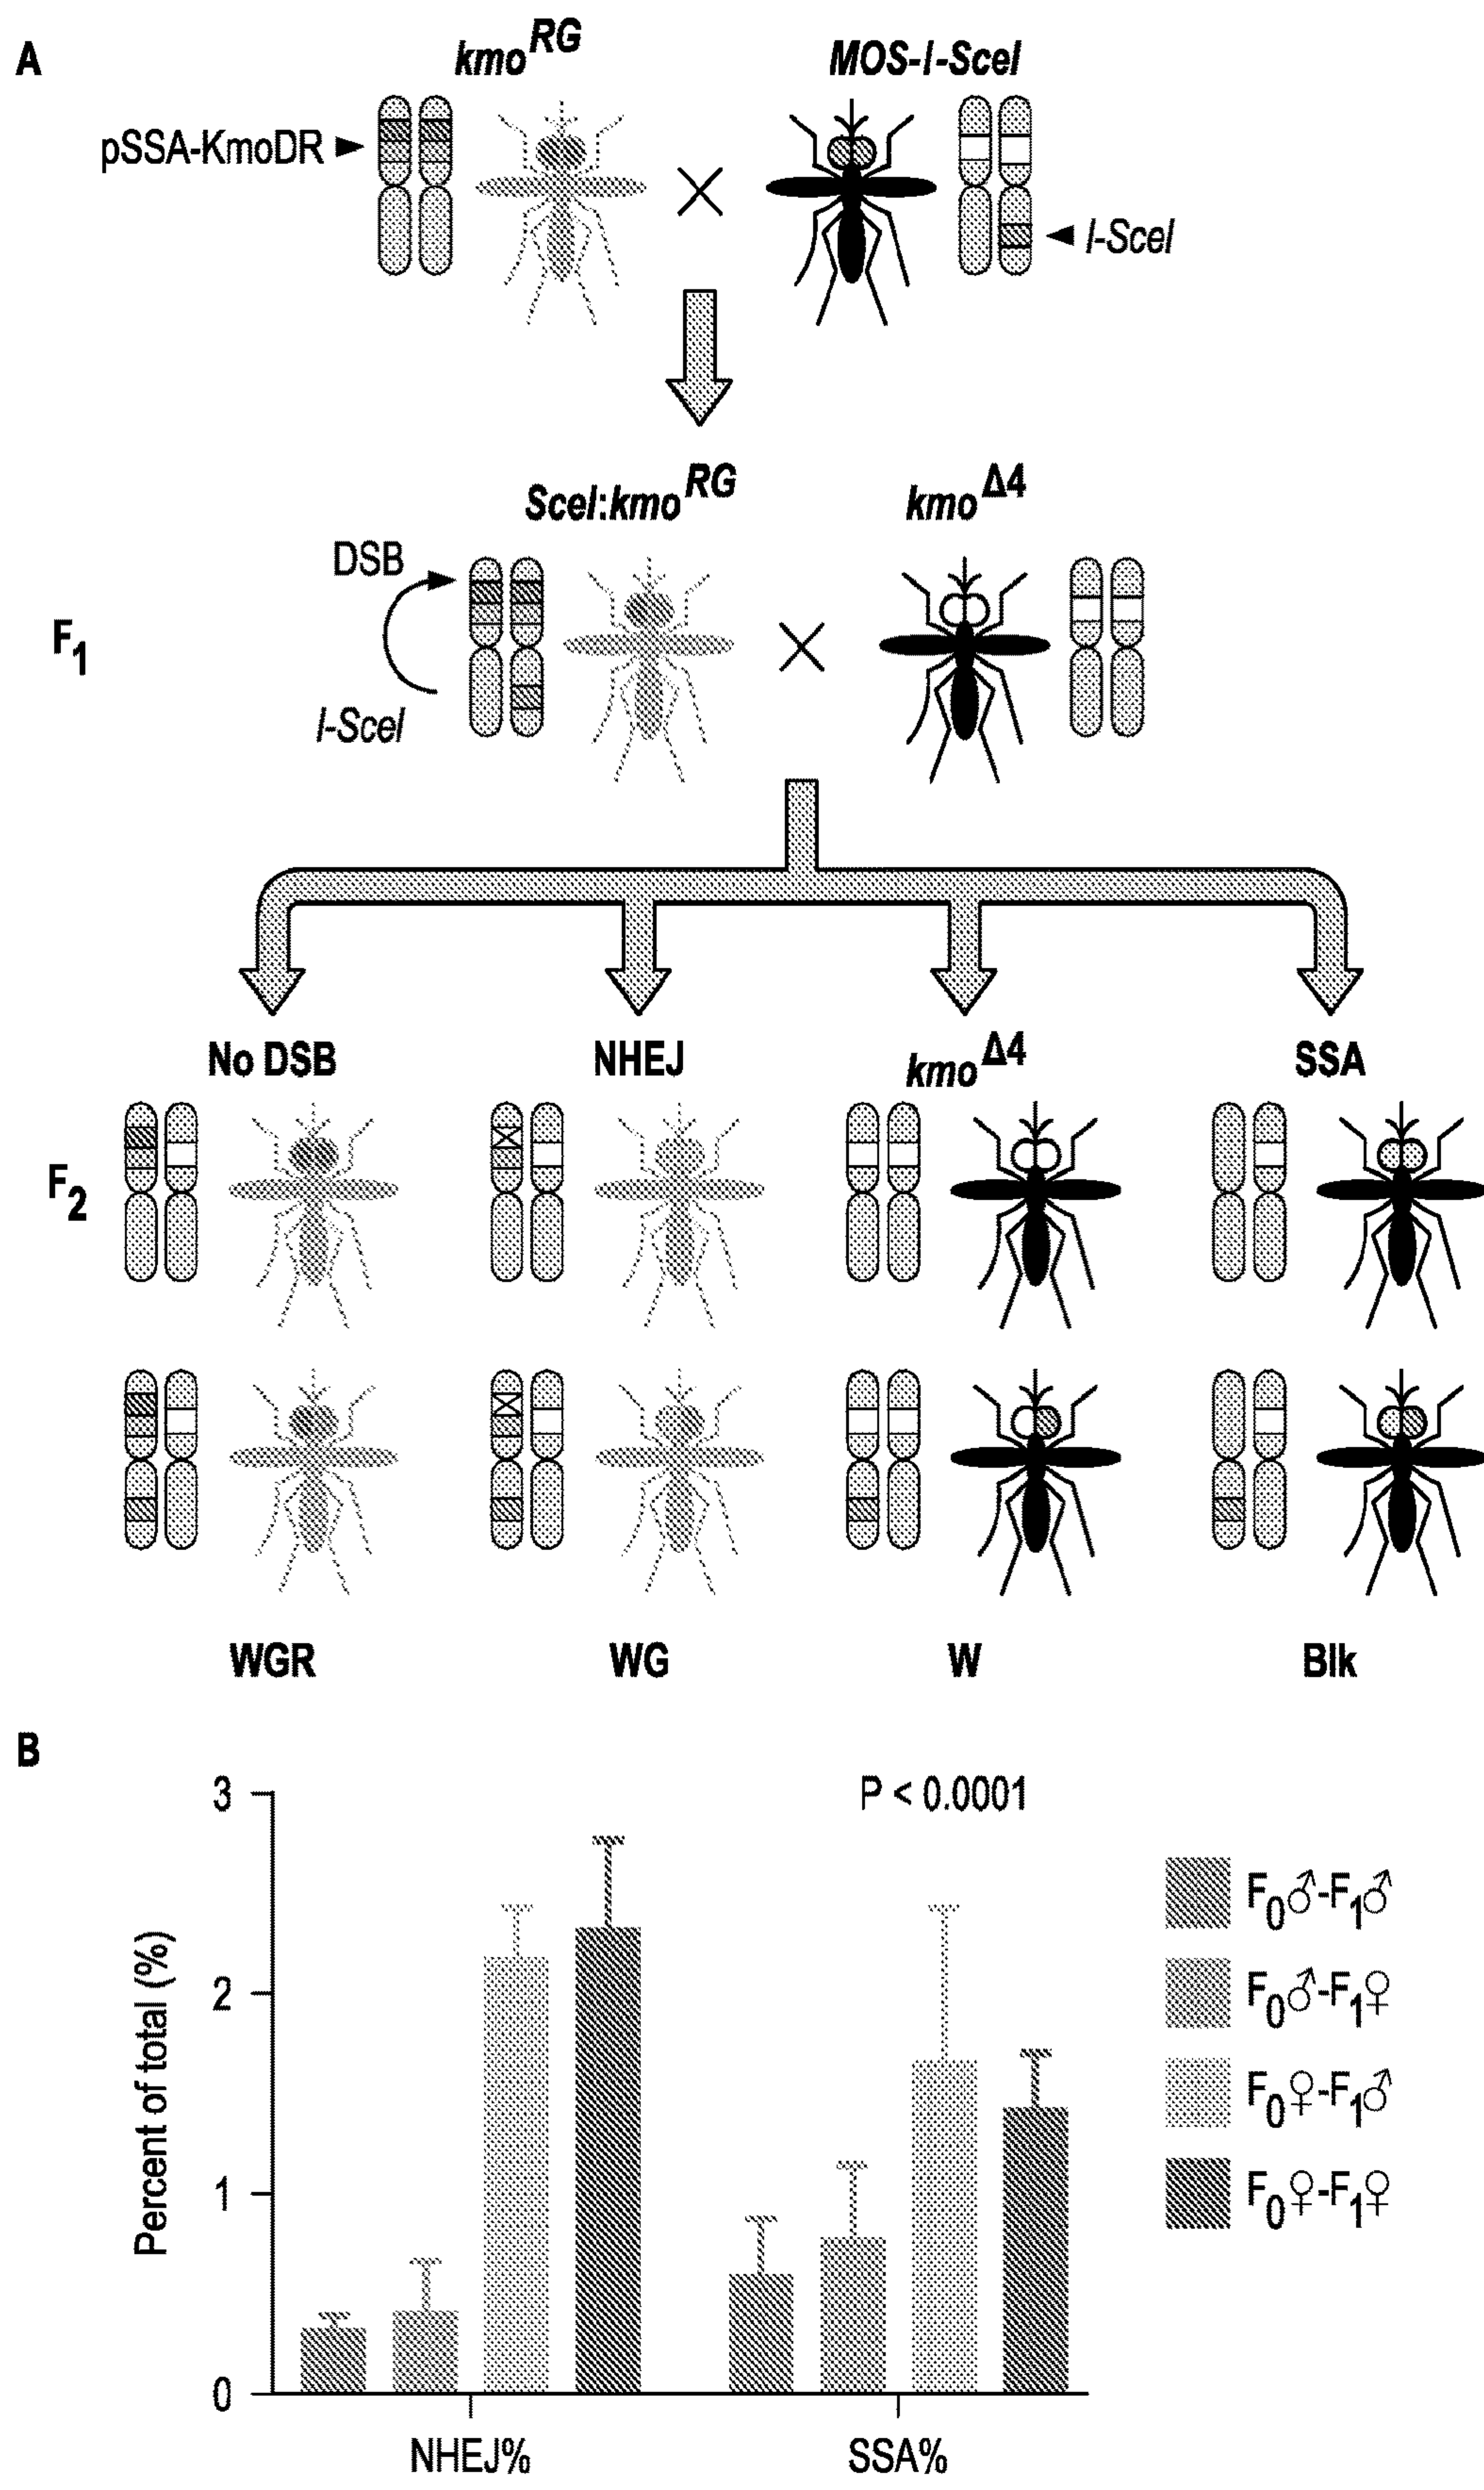 A
kmo^RG
MOS-I-SceI
pSSA-KmoDR
I-SceI
SceI:kmo^RG
kmo^Δ4
DSB
F1
I-SceI
No DSB
NHEJ
kmo^Δ4
SSA
F2
WGR
WG
W
Blk
B
3
P < 0.0001
2
1
0
Percent of total (%)
F0♂-F1♂
F0♂-F1♀
F0♀-F1♂
F0♀-F1♀
NHEJ%
SSA%